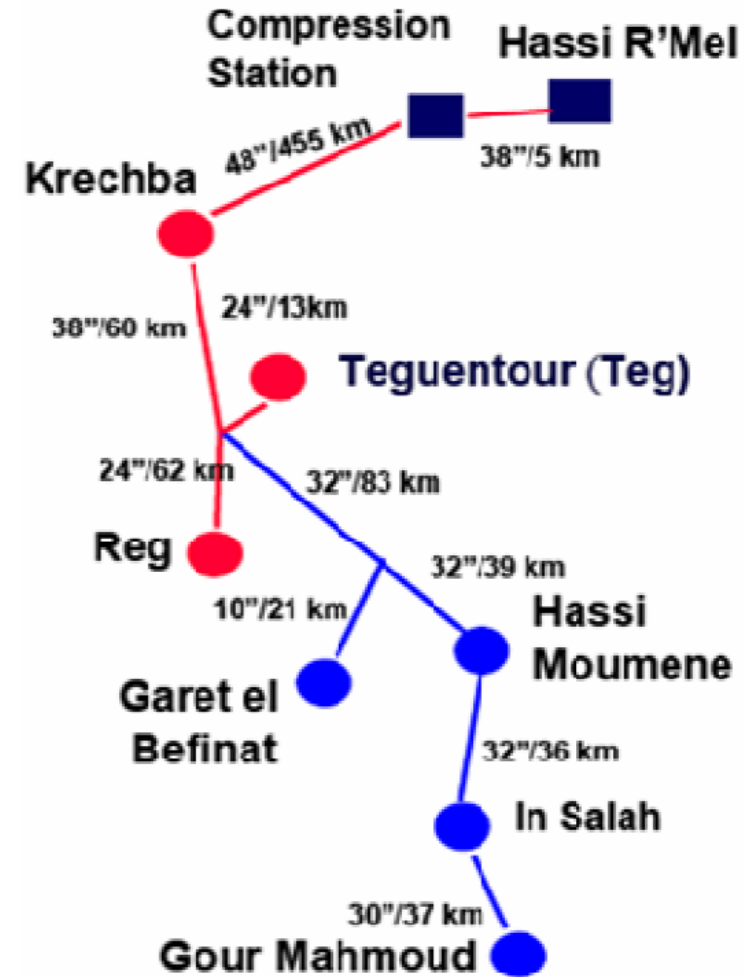 Compression
Station
Hassi R’Mel
48”/455 km
38”/5 km
Krechba
24”/13km
38”/60 km
Teguentour (Teg)
24”/62 km
32”/83 km
Reg
32”/39 km
10”/21 km
Hassi
Moumene
Garet el
Befinat
32”/36 km
In Salah
30”/37 km
Gour Mahmoud